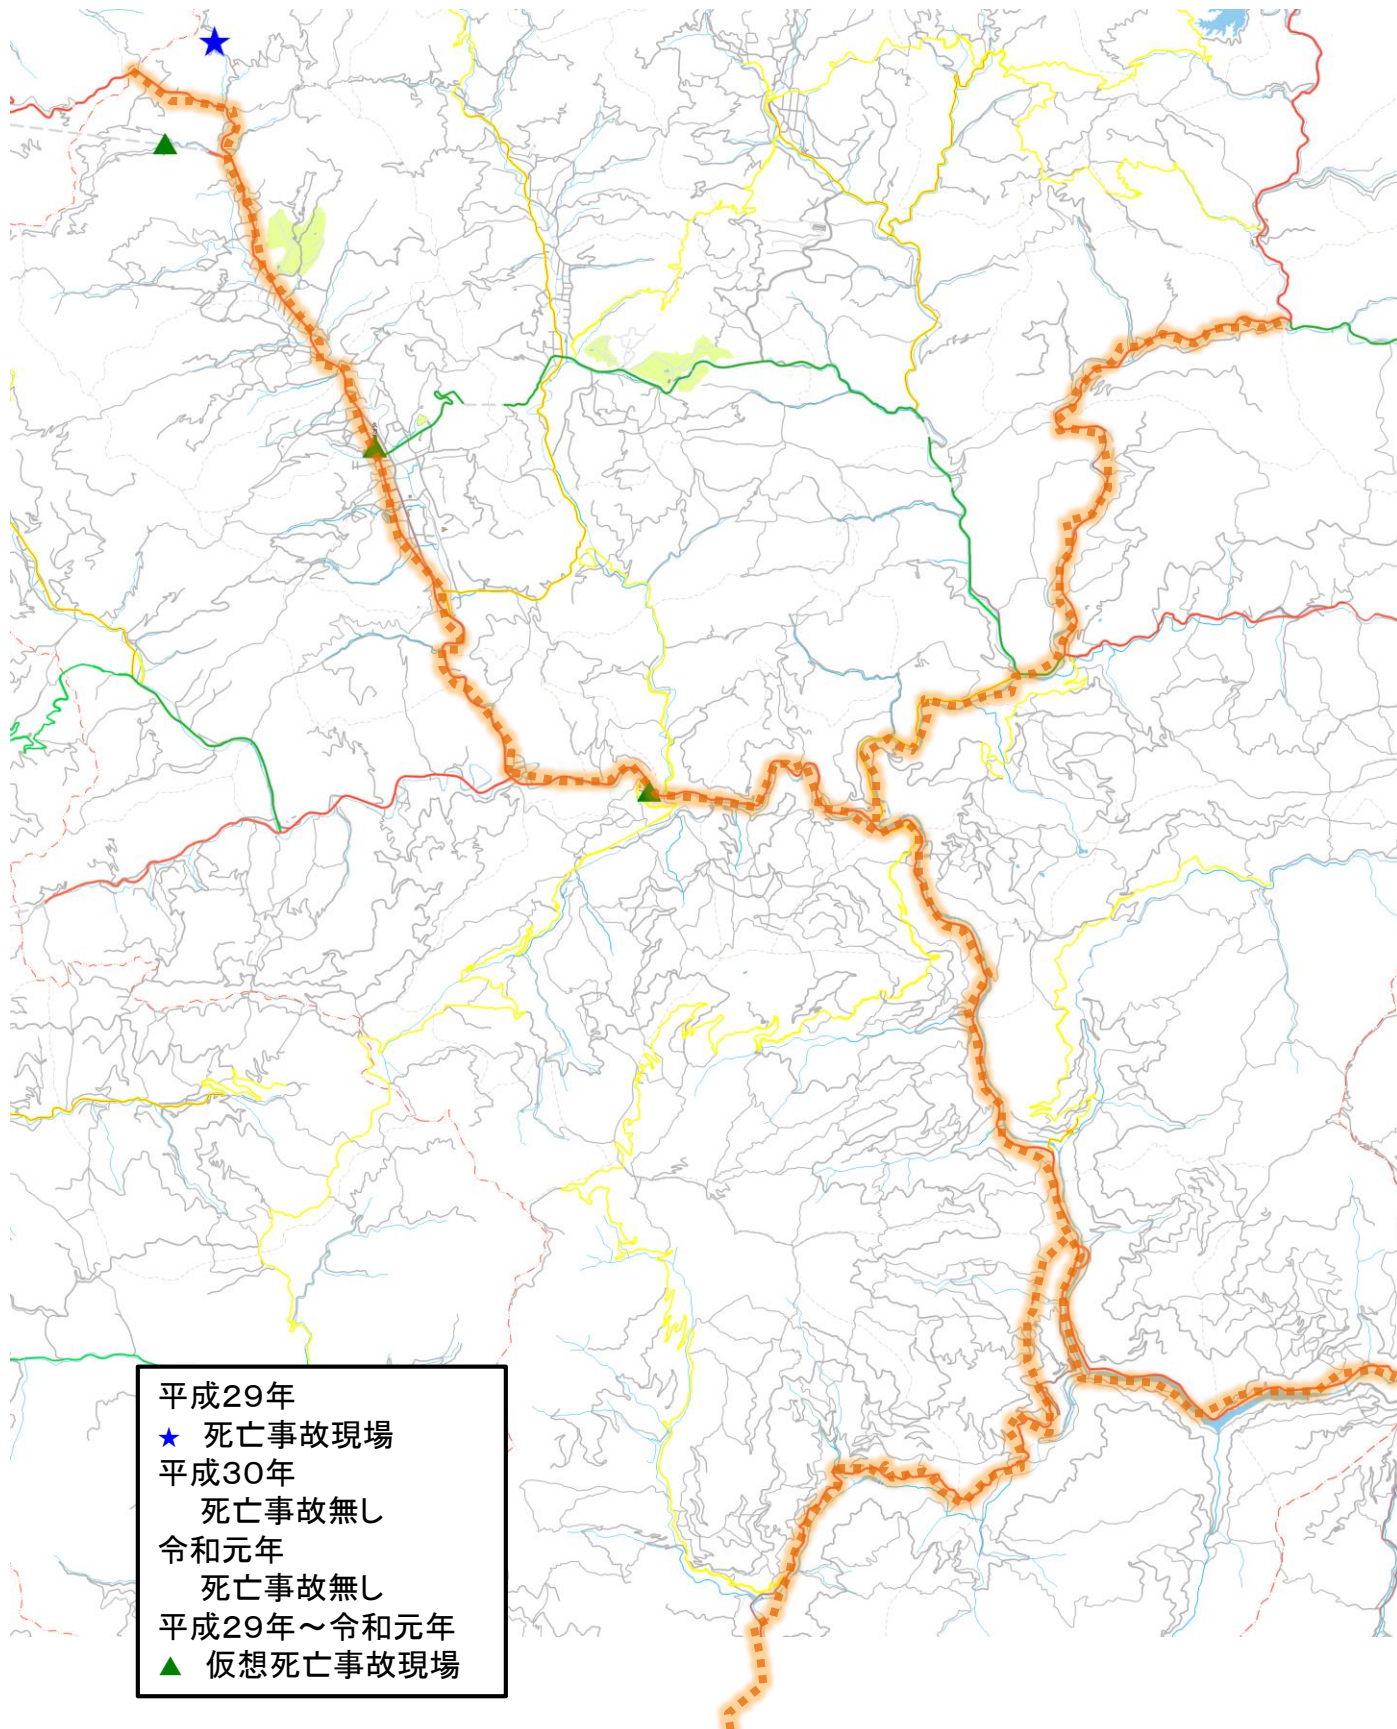 平成29年
★ 死亡事故現場
平成30年
死亡事故無し
令和元年
死亡事故無し
平成29年～令和元年
▲ 仮想死亡事故現場